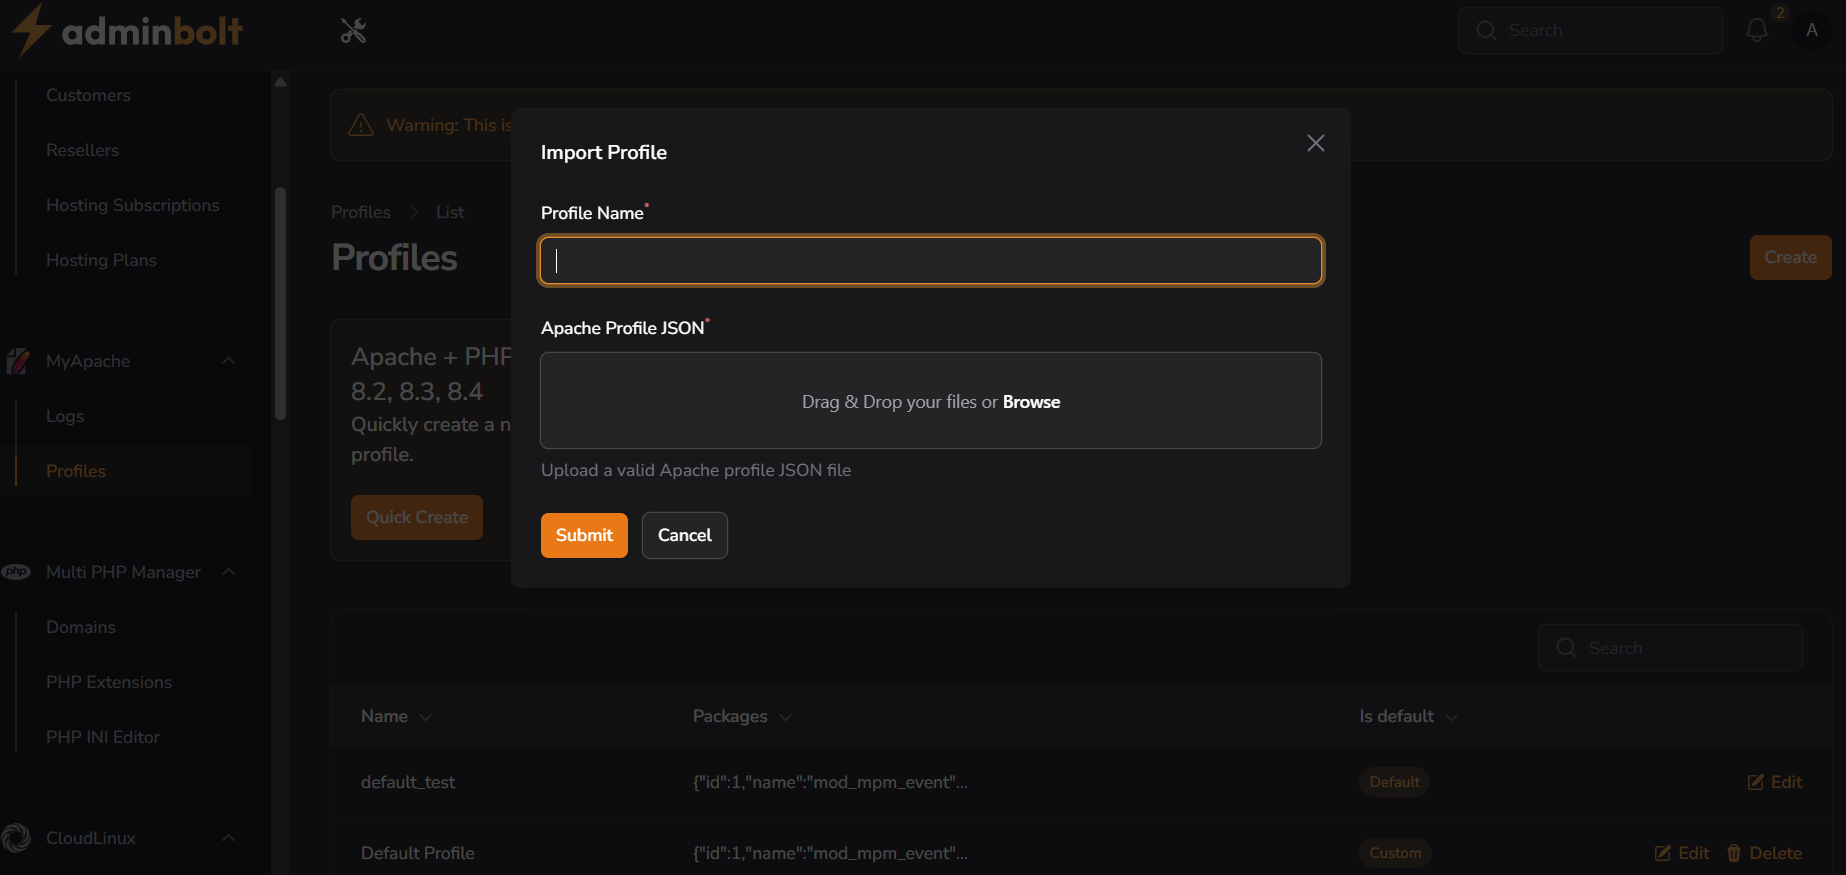 adminbolt
Search
2
A
Customers
Resellers
Hosting Subscriptions
Hosting Plans
MyApache
Logs
Profiles
php
Multi PHP Manager
Domains
PHP Extensions
PHP INI Editor
CloudLinux
Warning: This is
Profiles > List
Profiles
Create
Apache + PHP
8.2, 8.3, 8.4
Quickly create a n
profile.
Quick Create
Import Profile
Profile Name*
Apache Profile JSON*
Drag & Drop your files or Browse
Upload a valid Apache profile JSON file
Submit
Cancel
Search
Name Packages Is default
default_test {"id":1,"name":"mod_mpm_event"... Default Edit
Default Profile {"id":1,"name":"mod_mpm_event"... Custom Edit Delete